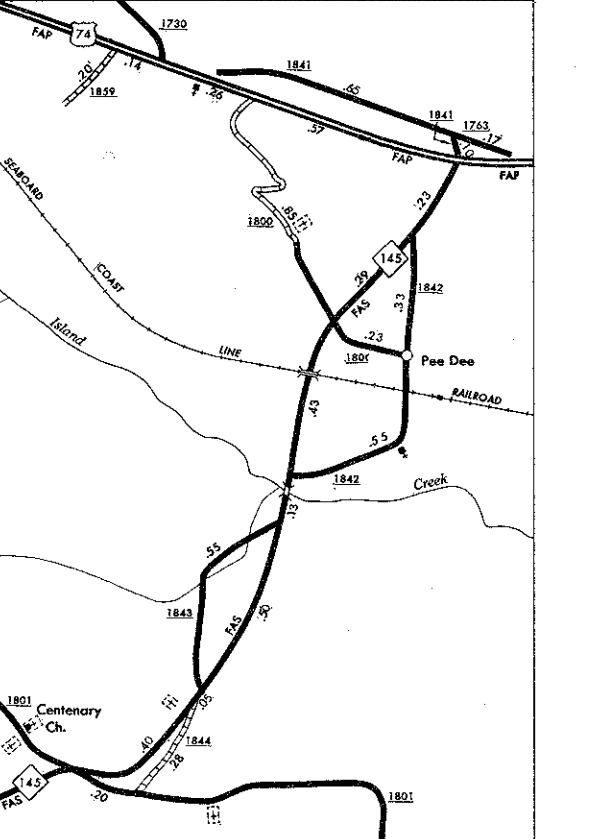 1730
FAP
74
.14
.20
1859
.26
1841
.65
.57
1841
1763
.17
.10
FAP
FAP
SEABOARD
.23
.85
1800
145
1842
.39
.33
FAS
COAST
Island
.23
LINE
Pee Dee
RAILROAD
.43
.55
1842
Creek
.13
.55
1843
FAS
.50
1801
Centenary
Ch.
.05
.40
1844
.28
145
FAS
.20
1801